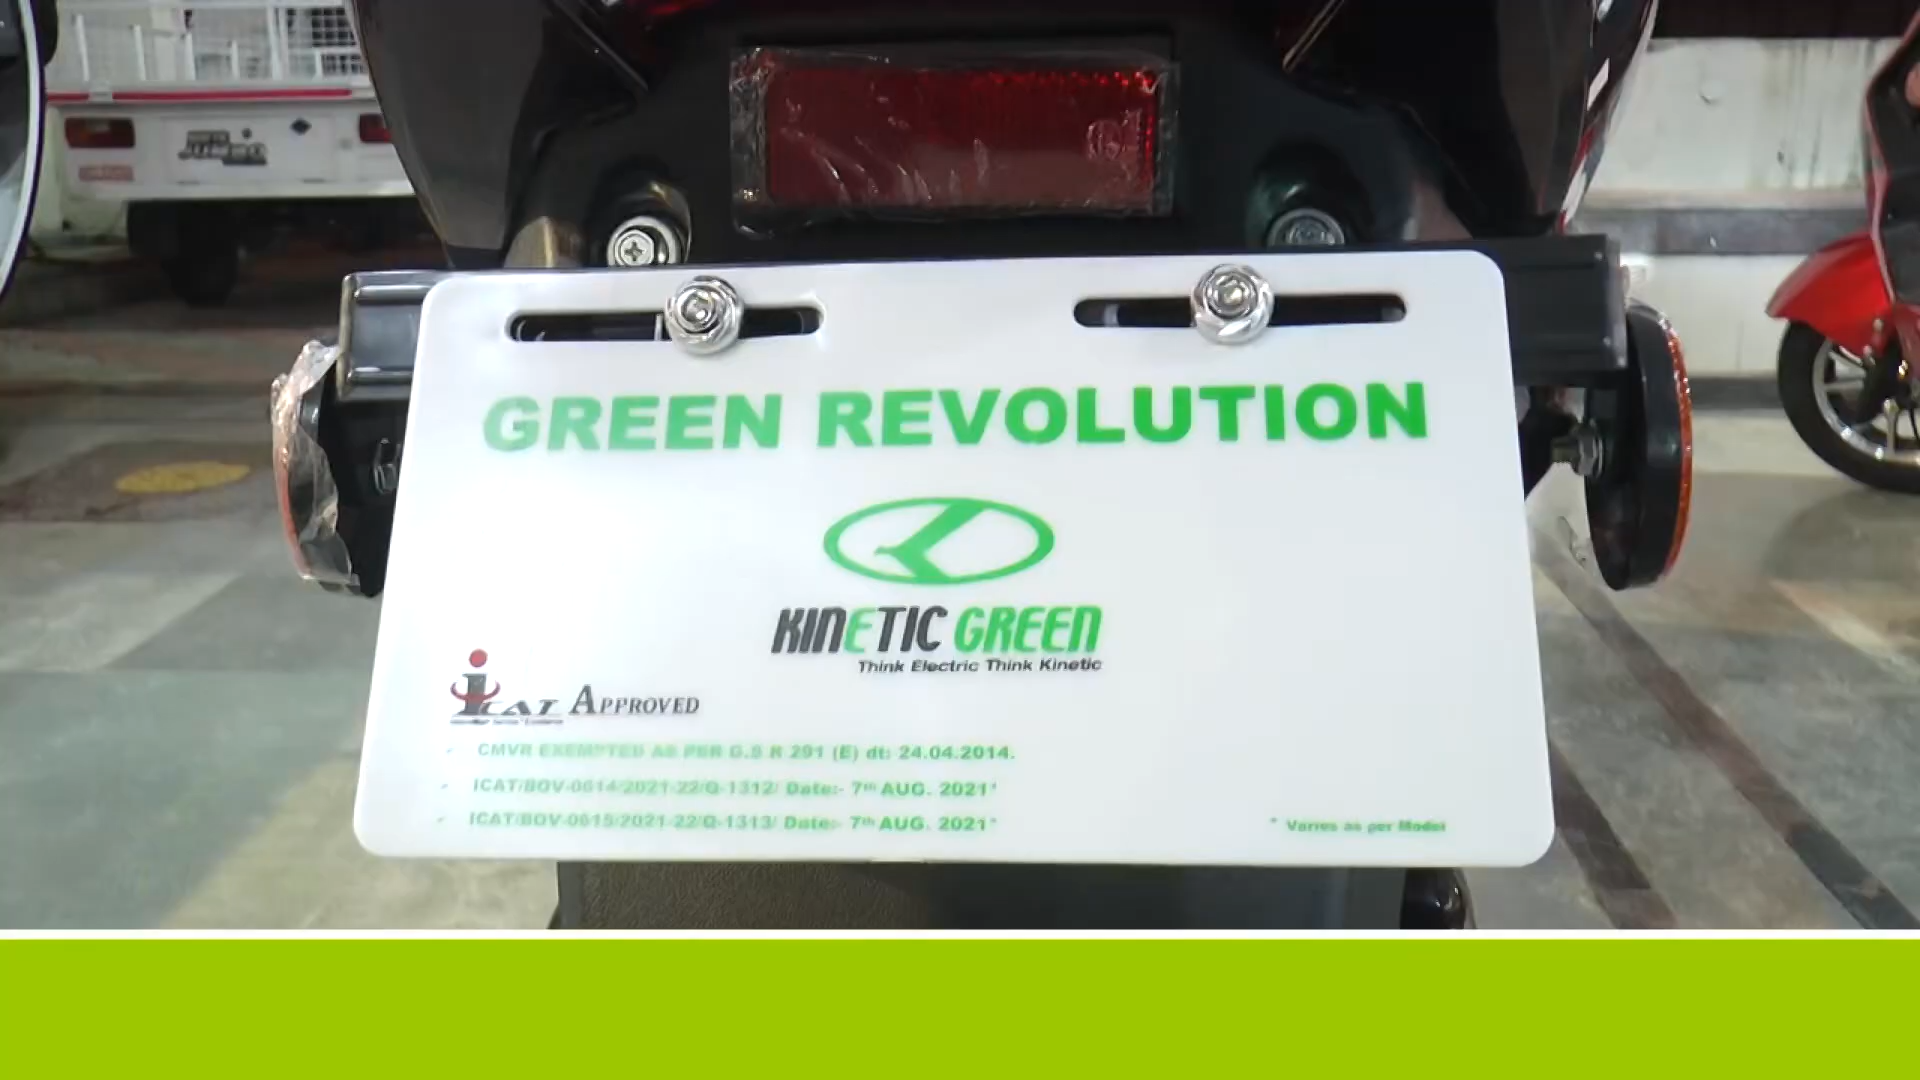 JUMBO
GREEN REVOLUTION
KINETIC GREEN
Think Electric Think Kinetic
iCAT APPROVED
CMVR EXEMPTED AS PER G.S R 291 (E) dt: 24.04.2014.
ICAT/BOV-0614/2021-22/Q-1312/ Date:- 7th AUG. 2021*
ICAT/BOV-0615/2021-22/Q-1313/ Date:- 7th AUG. 2021*
* Varies as per Model